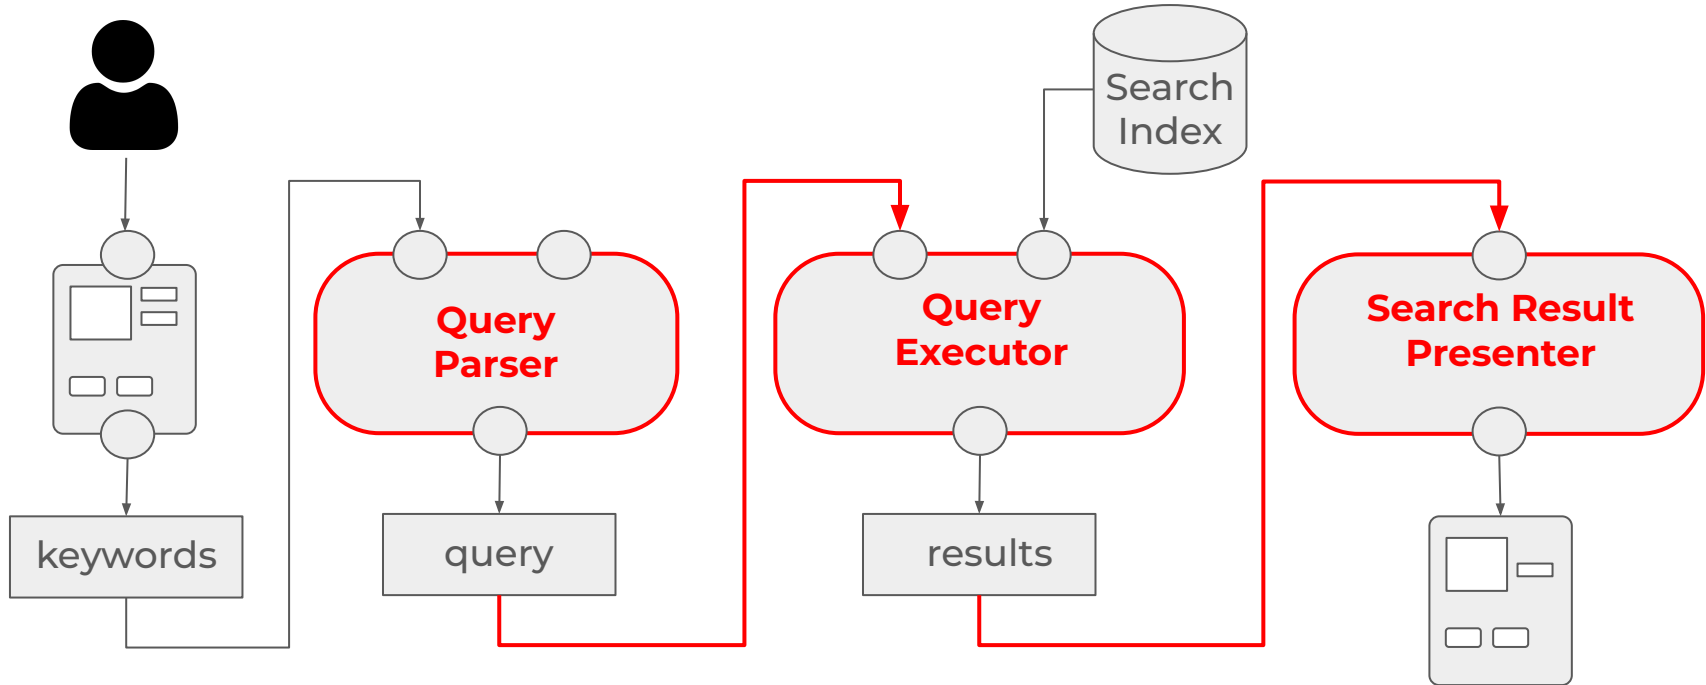 Search
Index
Query
Parser
Query
Executor
Search Result
Presenter
keywords
query
results